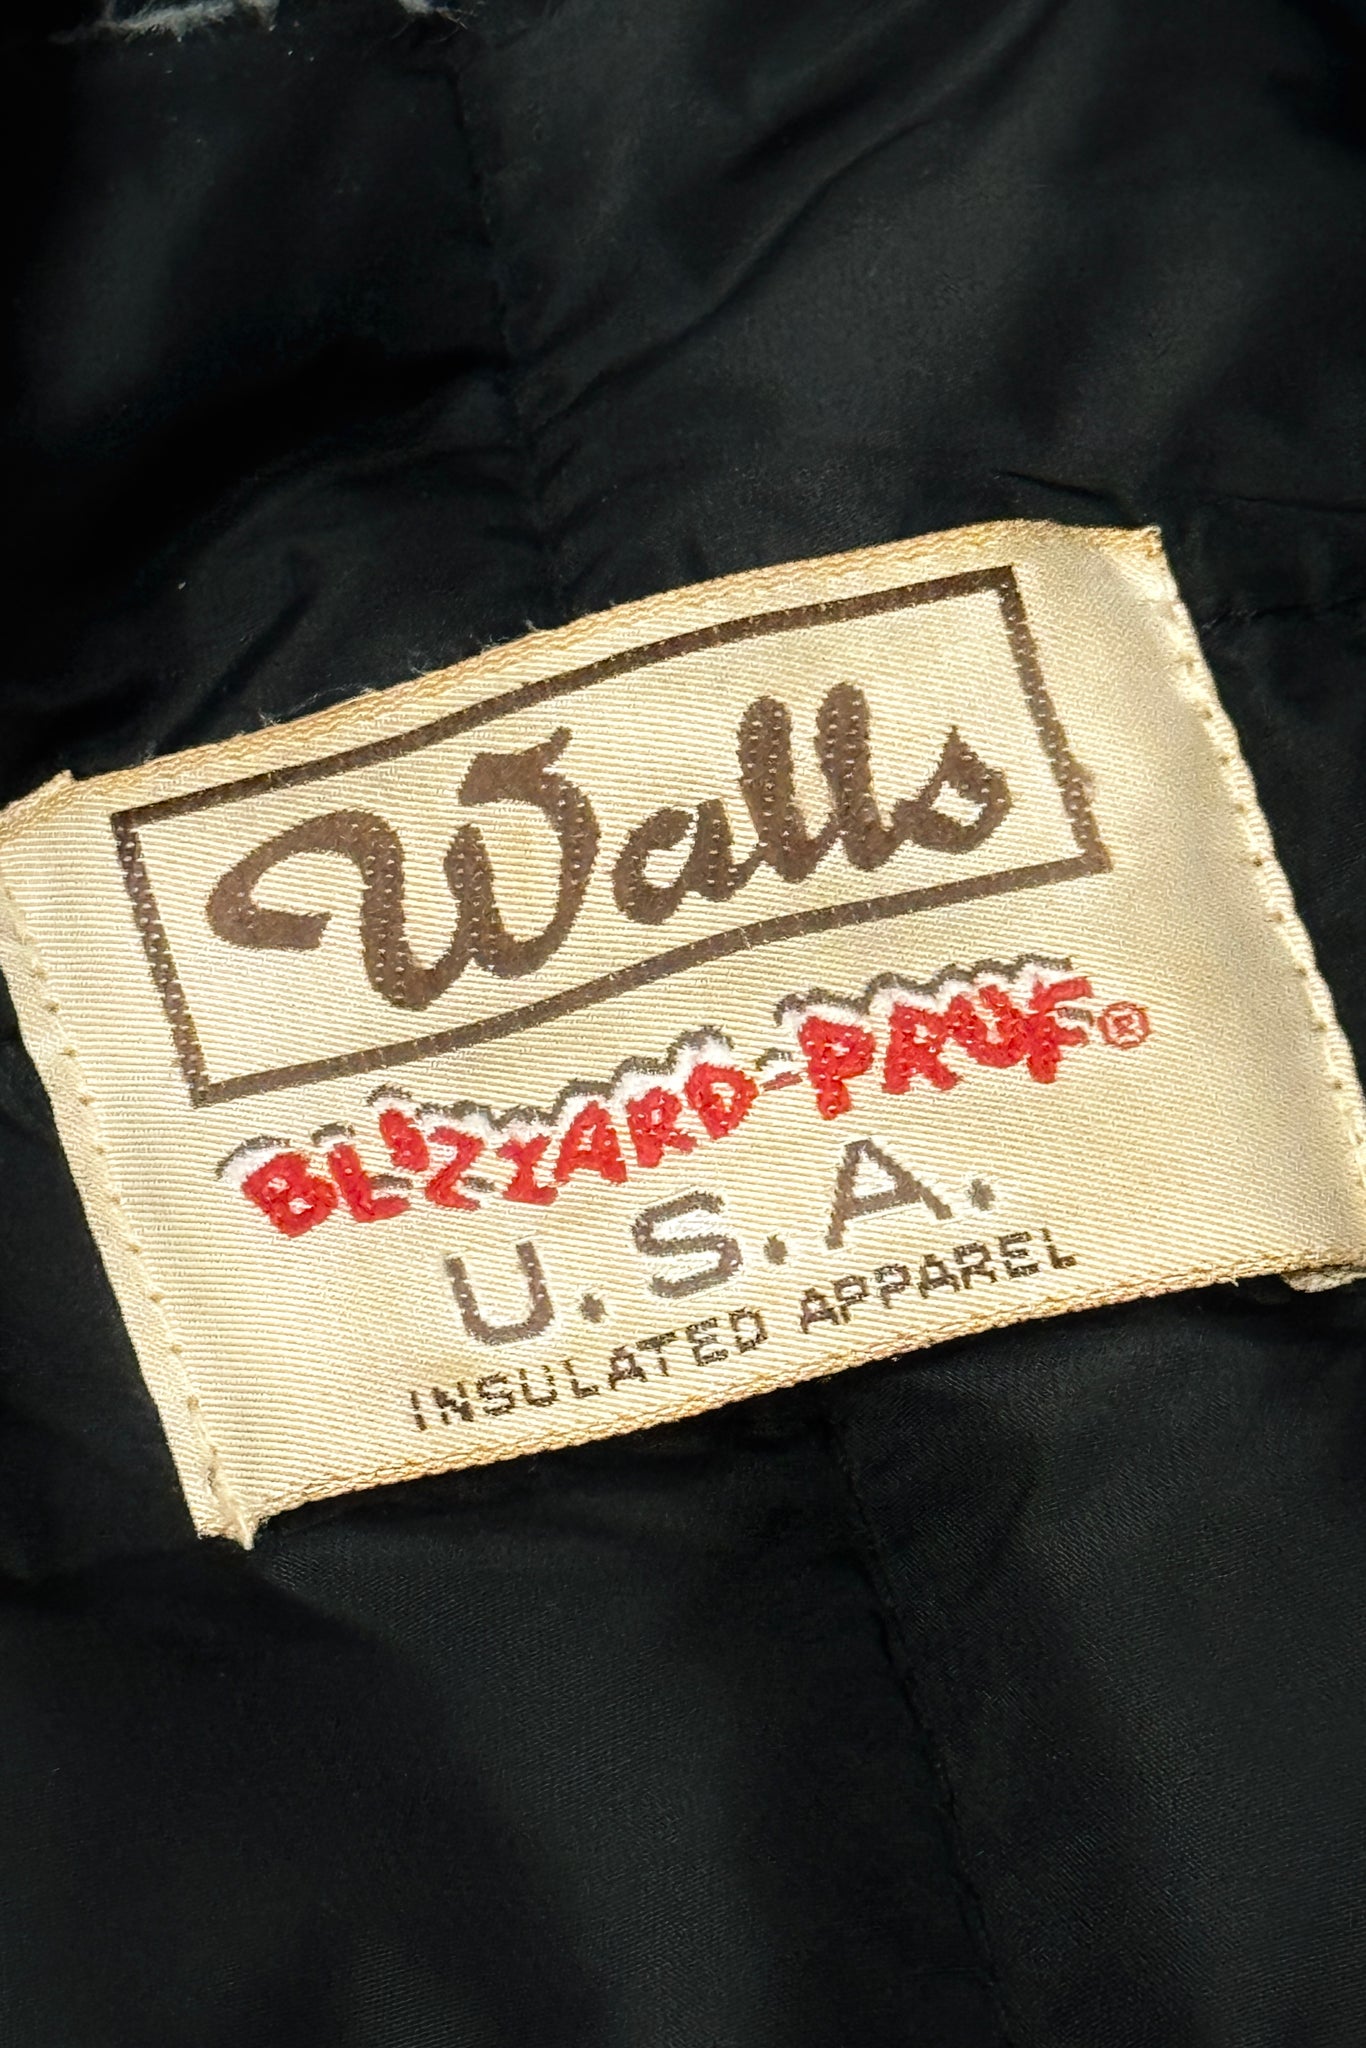 Walls
BLIZZARD-PRUF®
U.S.A.
INSULATED APPAREL